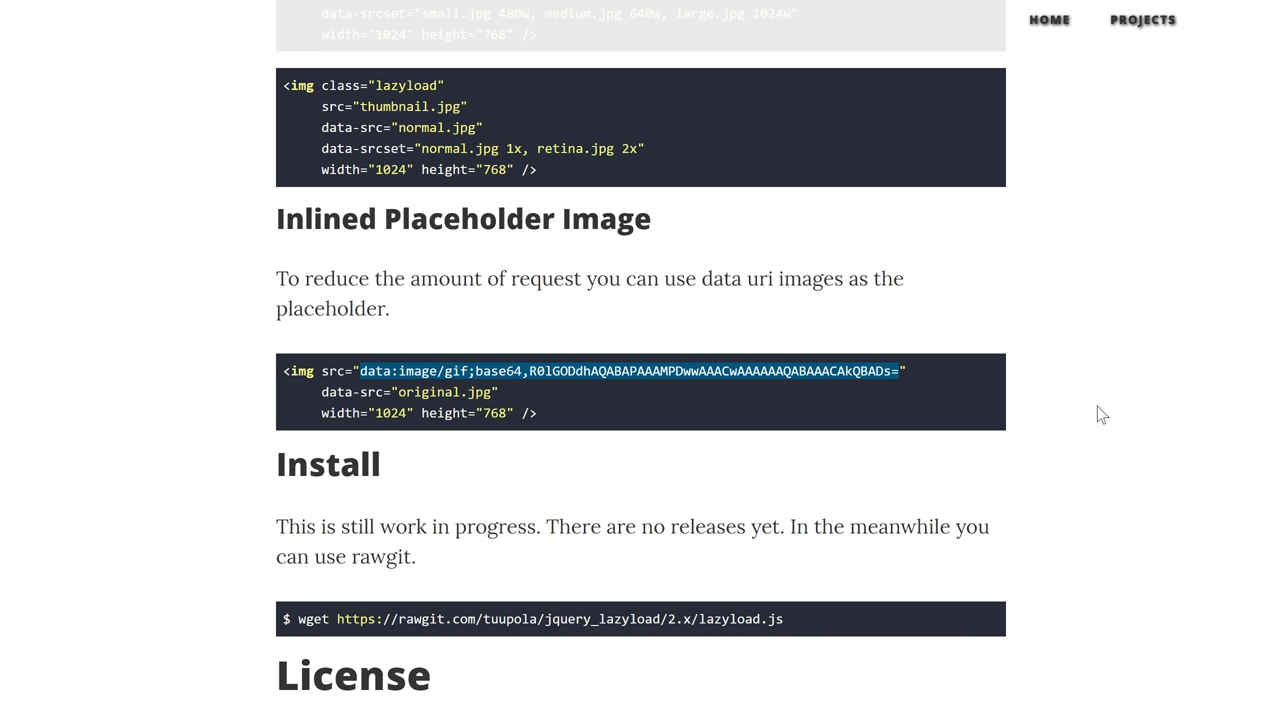 data-srcset="small.jpg 480w, medium.jpg 640w, large.jpg 1024w"
width="1024" height="768" />
HOME PROJECTS
<img class="lazyload"
src="thumbnail.jpg"
data-src="normal.jpg"
data-srcset="normal.jpg 1x, retina.jpg 2x"
width="1024" height="768" />
Inlined Placeholder Image
To reduce the amount of request you can use data uri images as the
placeholder.
<img src="data:image/gif;base64,R0lGODdhAQABAPAAAMPDwwAAACwAAAAAAQABAAACAkQBADs="
data-src="original.jpg"
width="1024" height="768" />
Install
This is still work in progress. There are no releases yet. In the meanwhile you
can use rawgit.
$ wget https://rawgit.com/tuupola/jquery_lazyload/2.x/lazyload.js
License